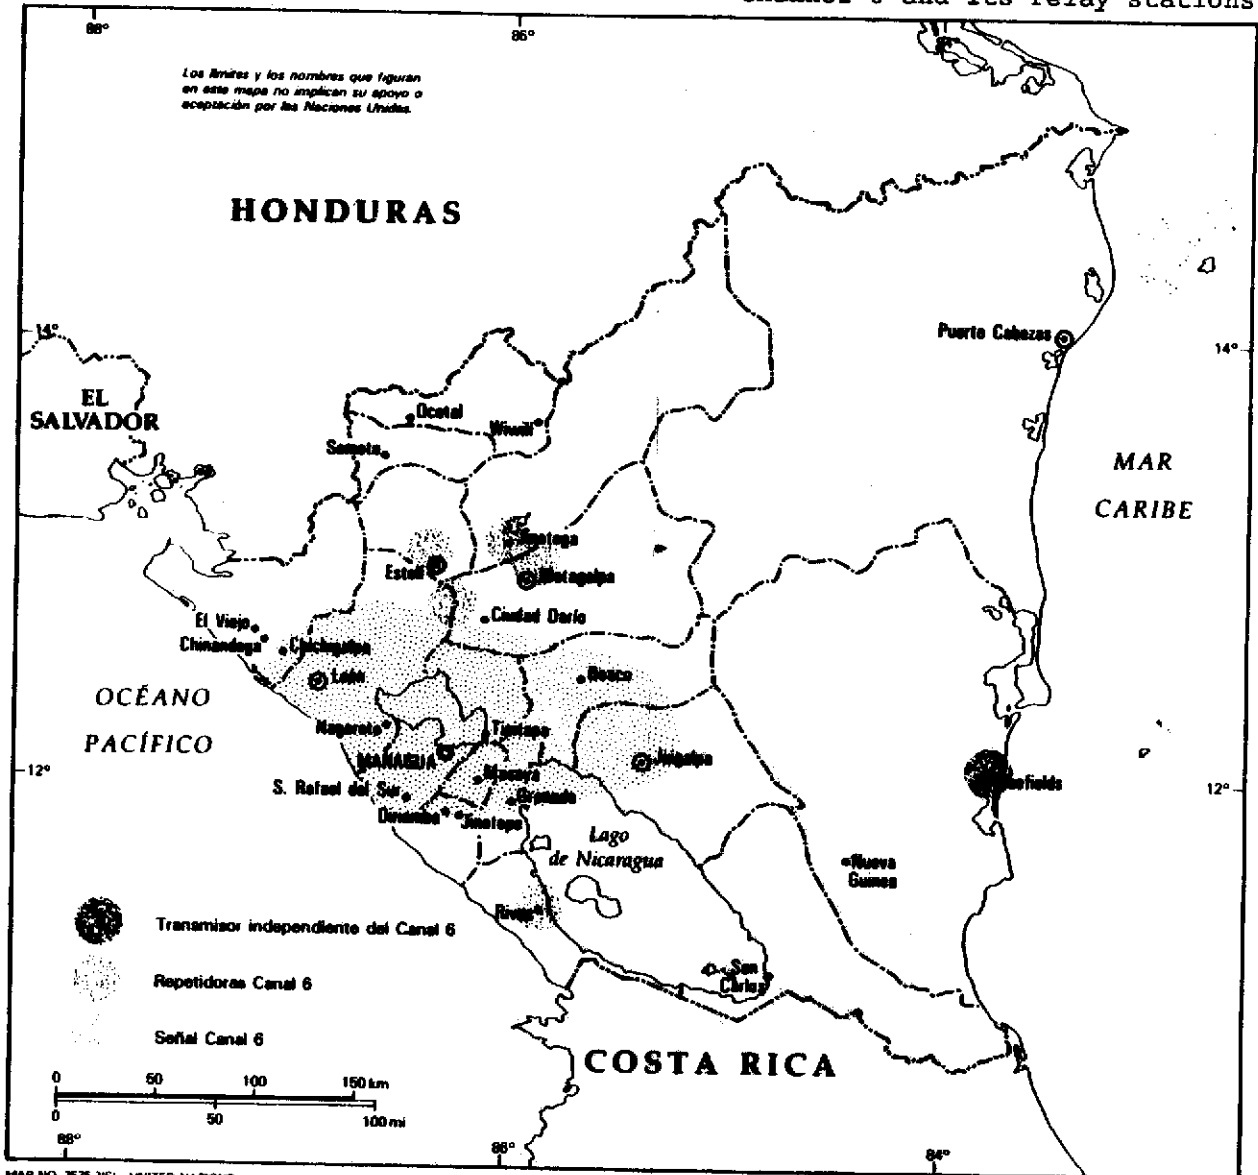 and its relay stations
88°
86°
Los límites y los nombres que figuran
en este mapa no implican su apoyo o
aceptación por las Naciones Unidas.
HONDURAS
14°
Puerto Cabezas
14°
EL
SALVADOR
Ocotal
Wiwilí
Somoto
MAR
CARIBE
Jinotega
Estelí
Matagalpa
Ciudad Darío
El Viejo
Chinandega
Chichigalpa
León
Boaco
OCÉANO
PACÍFICO
Nagarote
Tipitapa
MANAGUA
Juigalpa
12°
Masaya
S. Rafael del Sur
Granada
12°
Diriamba
Jinotepe
Lago
de Nicaragua
Nueva
Guinea
Rivas
Transmisor independiente del Canal 6
San
Carlos
Repetidoras Canal 6
Señal Canal 6
COSTA RICA
0 50 100 150 km
0 50 100 mi
88°
86°
84°